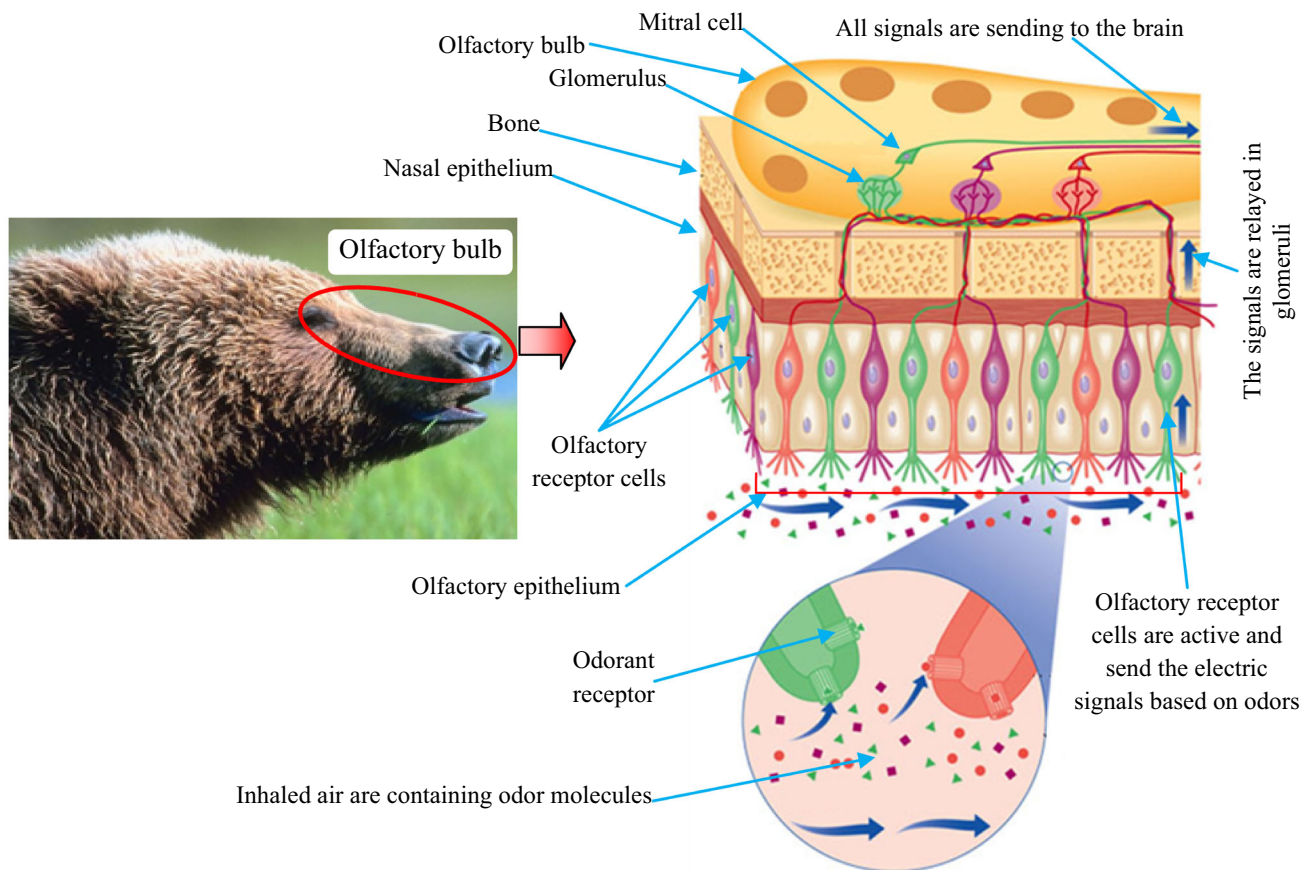 Mitral cell
All signals are sending to the brain
Olfactory bulb
Glomerulus
Bone
Nasal epithelium
Olfactory bulb
The signals are relayed in
glomeruli
Olfactory
receptor cells
Olfactory epithelium
Olfactory receptor
cells are active and
send the electric
signals based on odors
Odorant
receptor
Inhaled air are containing odor molecules